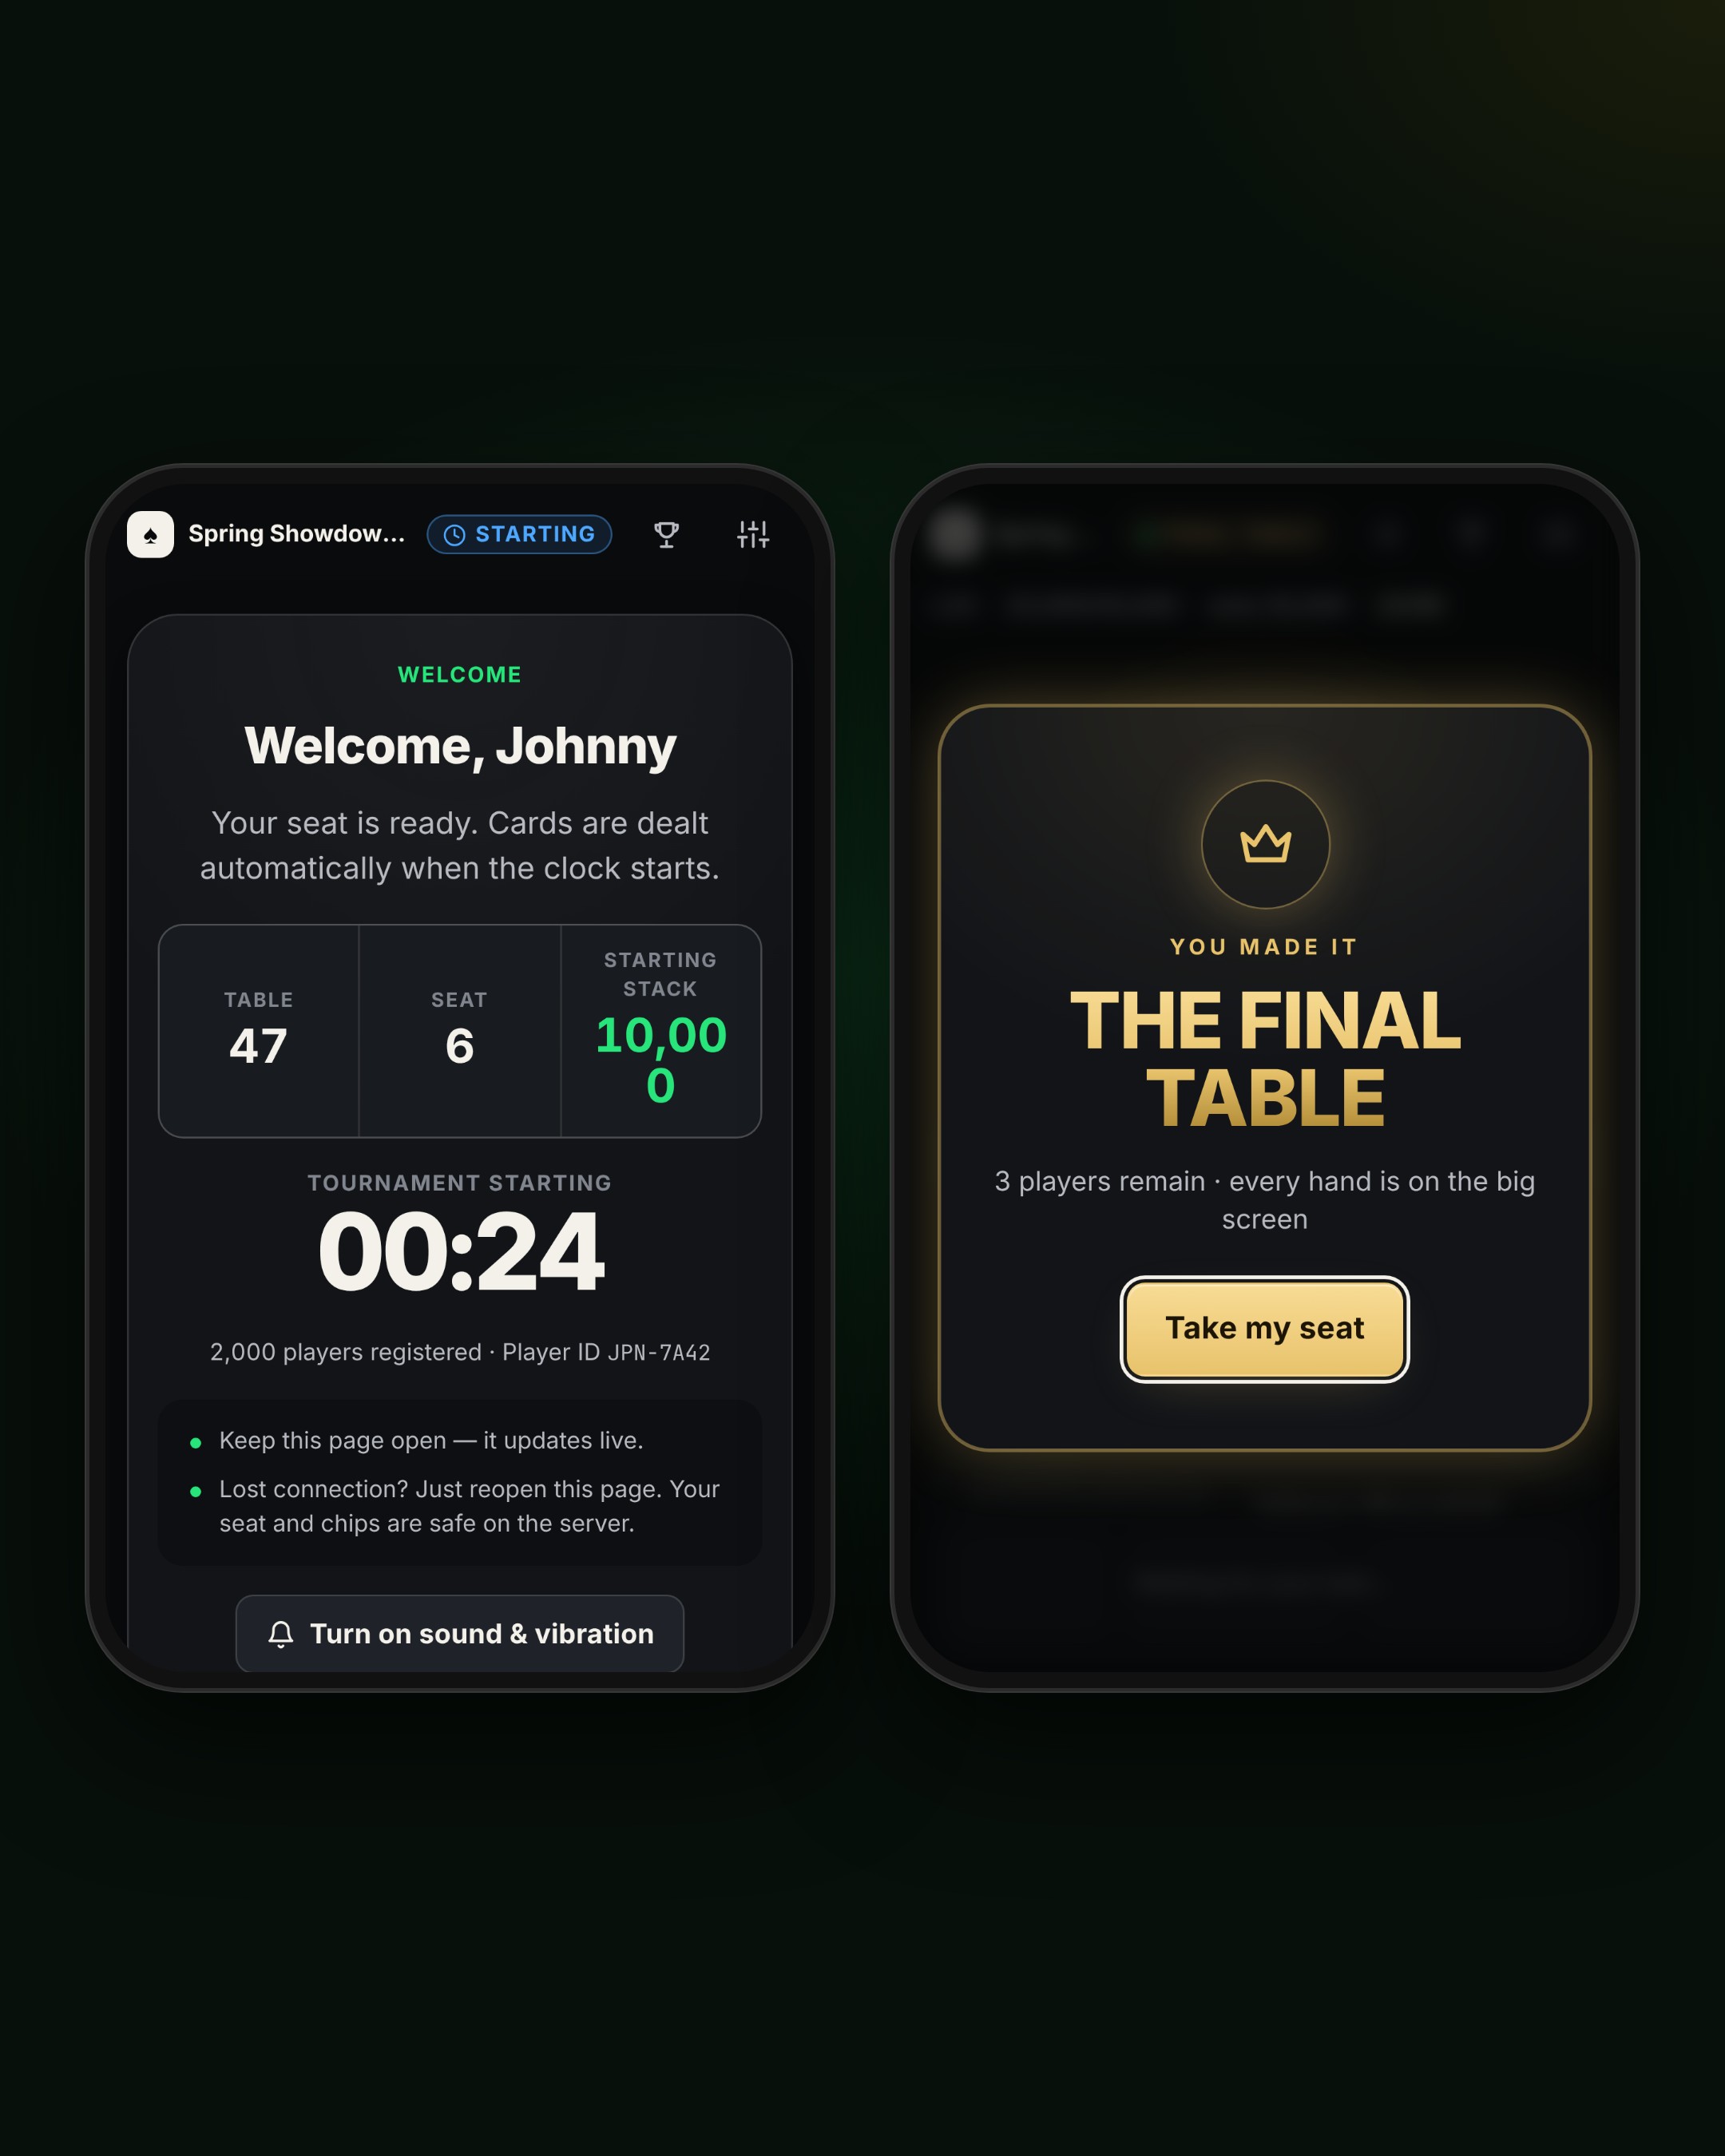 Spring Showdow...
STARTING
WELCOME
Welcome, Johnny
Your seat is ready. Cards are dealt
automatically when the clock starts.
TABLE
47
SEAT
6
STARTING
STACK
10,00
0
TOURNAMENT STARTING
00:24
2,000 players registered · Player ID JPN-7A42
Keep this page open — it updates live.
Lost connection? Just reopen this page. Your
seat and chips are safe on the server.
Turn on sound & vibration
YOU MADE IT
THE FINAL
TABLE
3 players remain · every hand is on the big
screen
Take my seat